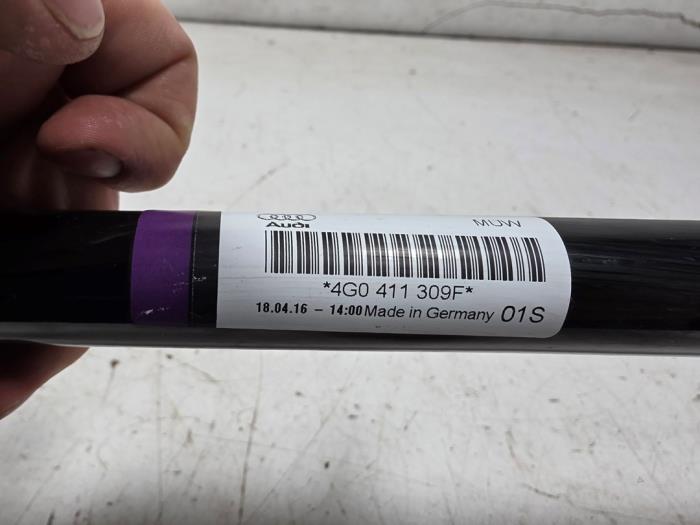 Audi MUW
*4G0 411 309F*
18.04.16 – 14:00 Made in Germany 01S